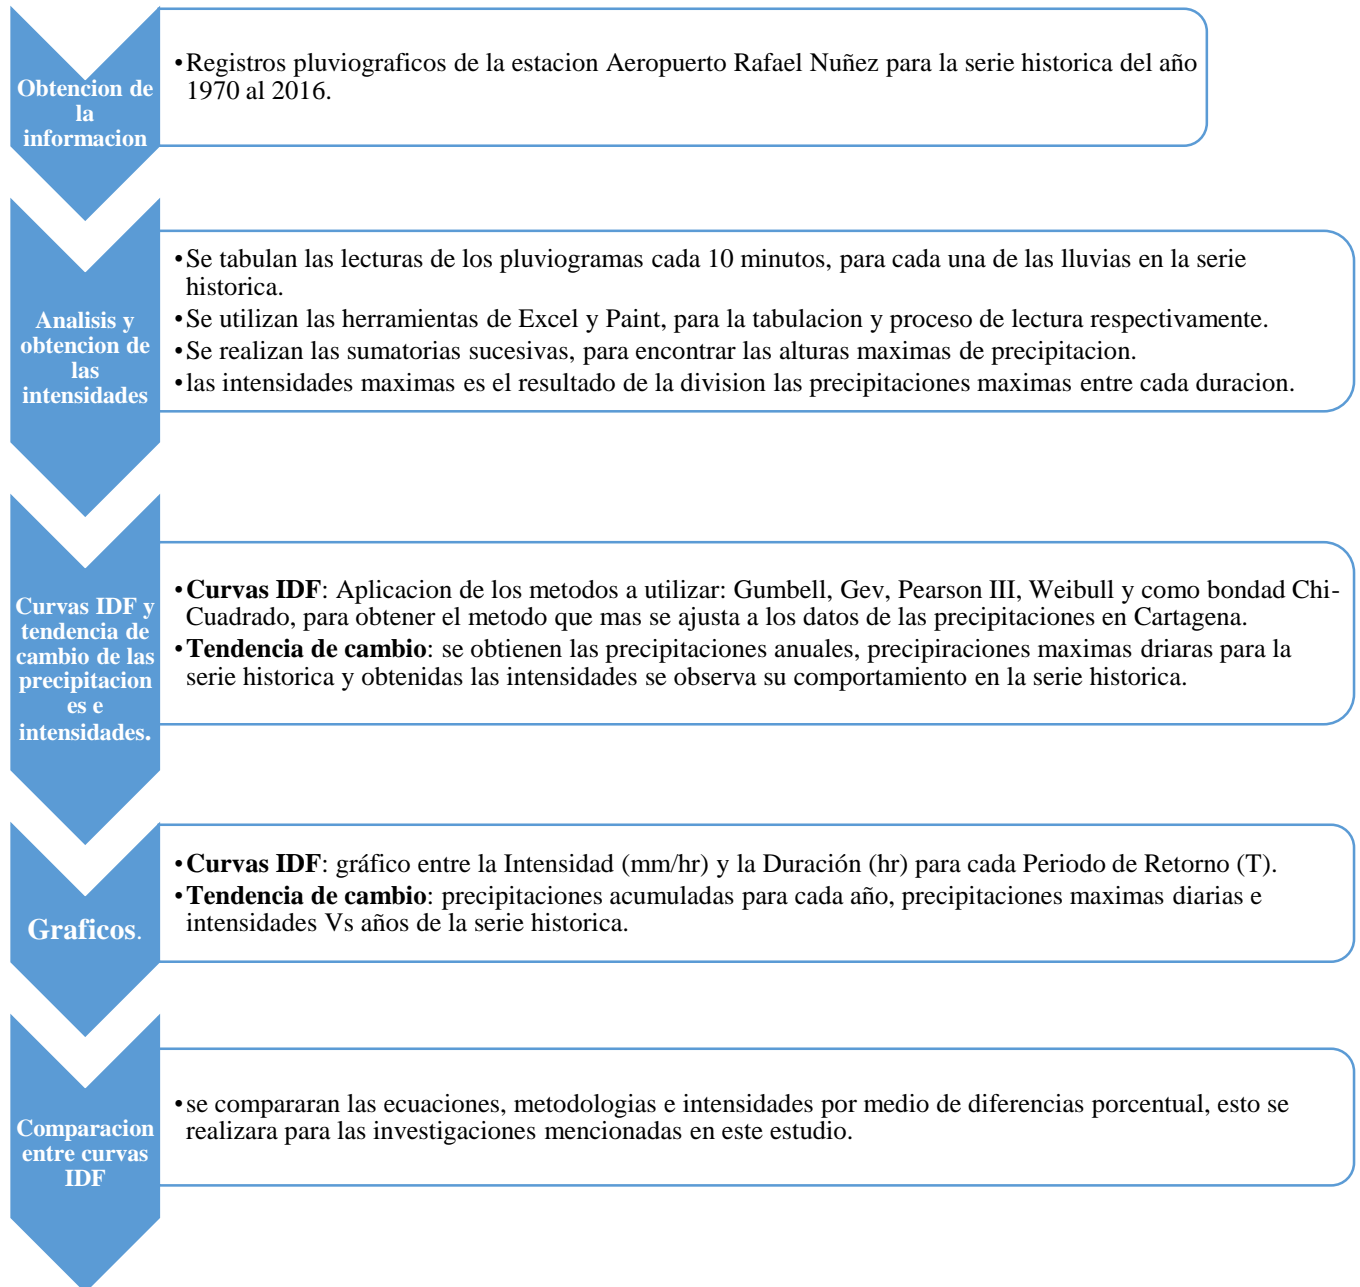 Obtencion de
la
informacion
•Registros pluviograficos de la estacion Aeropuerto Rafael Nuñez para la serie historica del año
1970 al 2016.
Analisis y
obtencion de
las
intensidades
•Se tabulan las lecturas de los pluviogramas cada 10 minutos, para cada una de las lluvias en la serie
historica.
•Se utilizan las herramientas de Excel y Paint, para la tabulacion y proceso de lectura respectivamente.
•Se realizan las sumatorias sucesivas, para encontrar las alturas maximas de precipitacion.
•las intensidades maximas es el resultado de la division las precipitaciones maximas entre cada duracion.
Curvas IDF y
tendencia de
cambio de las
precipitacion
es e
intensidades.
•Curvas IDF: Aplicacion de los metodos a utilizar: Gumbell, Gev, Pearson III, Weibull y como bondad Chi-
Cuadrado, para obtener el metodo que mas se ajusta a los datos de las precipitaciones en Cartagena.
•Tendencia de cambio: se obtienen las precipitaciones anuales, precipiraciones maximas driaras para la
serie historica y obtenidas las intensidades se observa su comportamiento en la serie historica.
Graficos.
•Curvas IDF: gráfico entre la Intensidad (mm/hr) y la Duración (hr) para cada Periodo de Retorno (T).
•Tendencia de cambio: precipitaciones acumuladas para cada año, precipitaciones maximas diarias e
intensidades Vs años de la serie historica.
Comparacion
entre curvas
IDF
•se compararan las ecuaciones, metodologias e intensidades por medio de diferencias porcentual, esto se
realizara para las investigaciones mencionadas en este estudio.